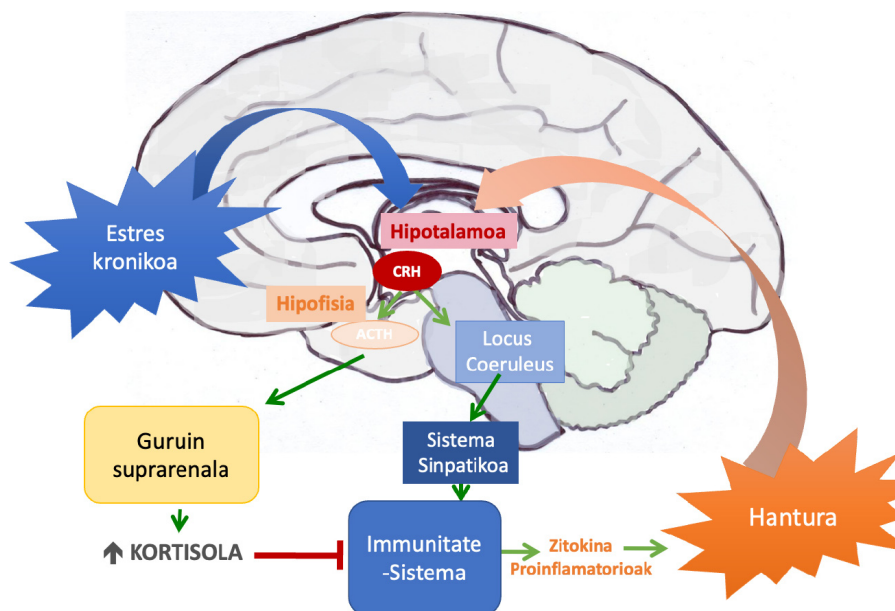 Estres
kronikoa
Hipotalamoa
CRH
Hipofisia
ACTH
Locus
Coeruleus
Guruin
suprarenala
Sistema
Sinpatikoa
KORTISOLA
Immunitate
-Sistema
Zitokina
Proinflamatorioak
Hantura